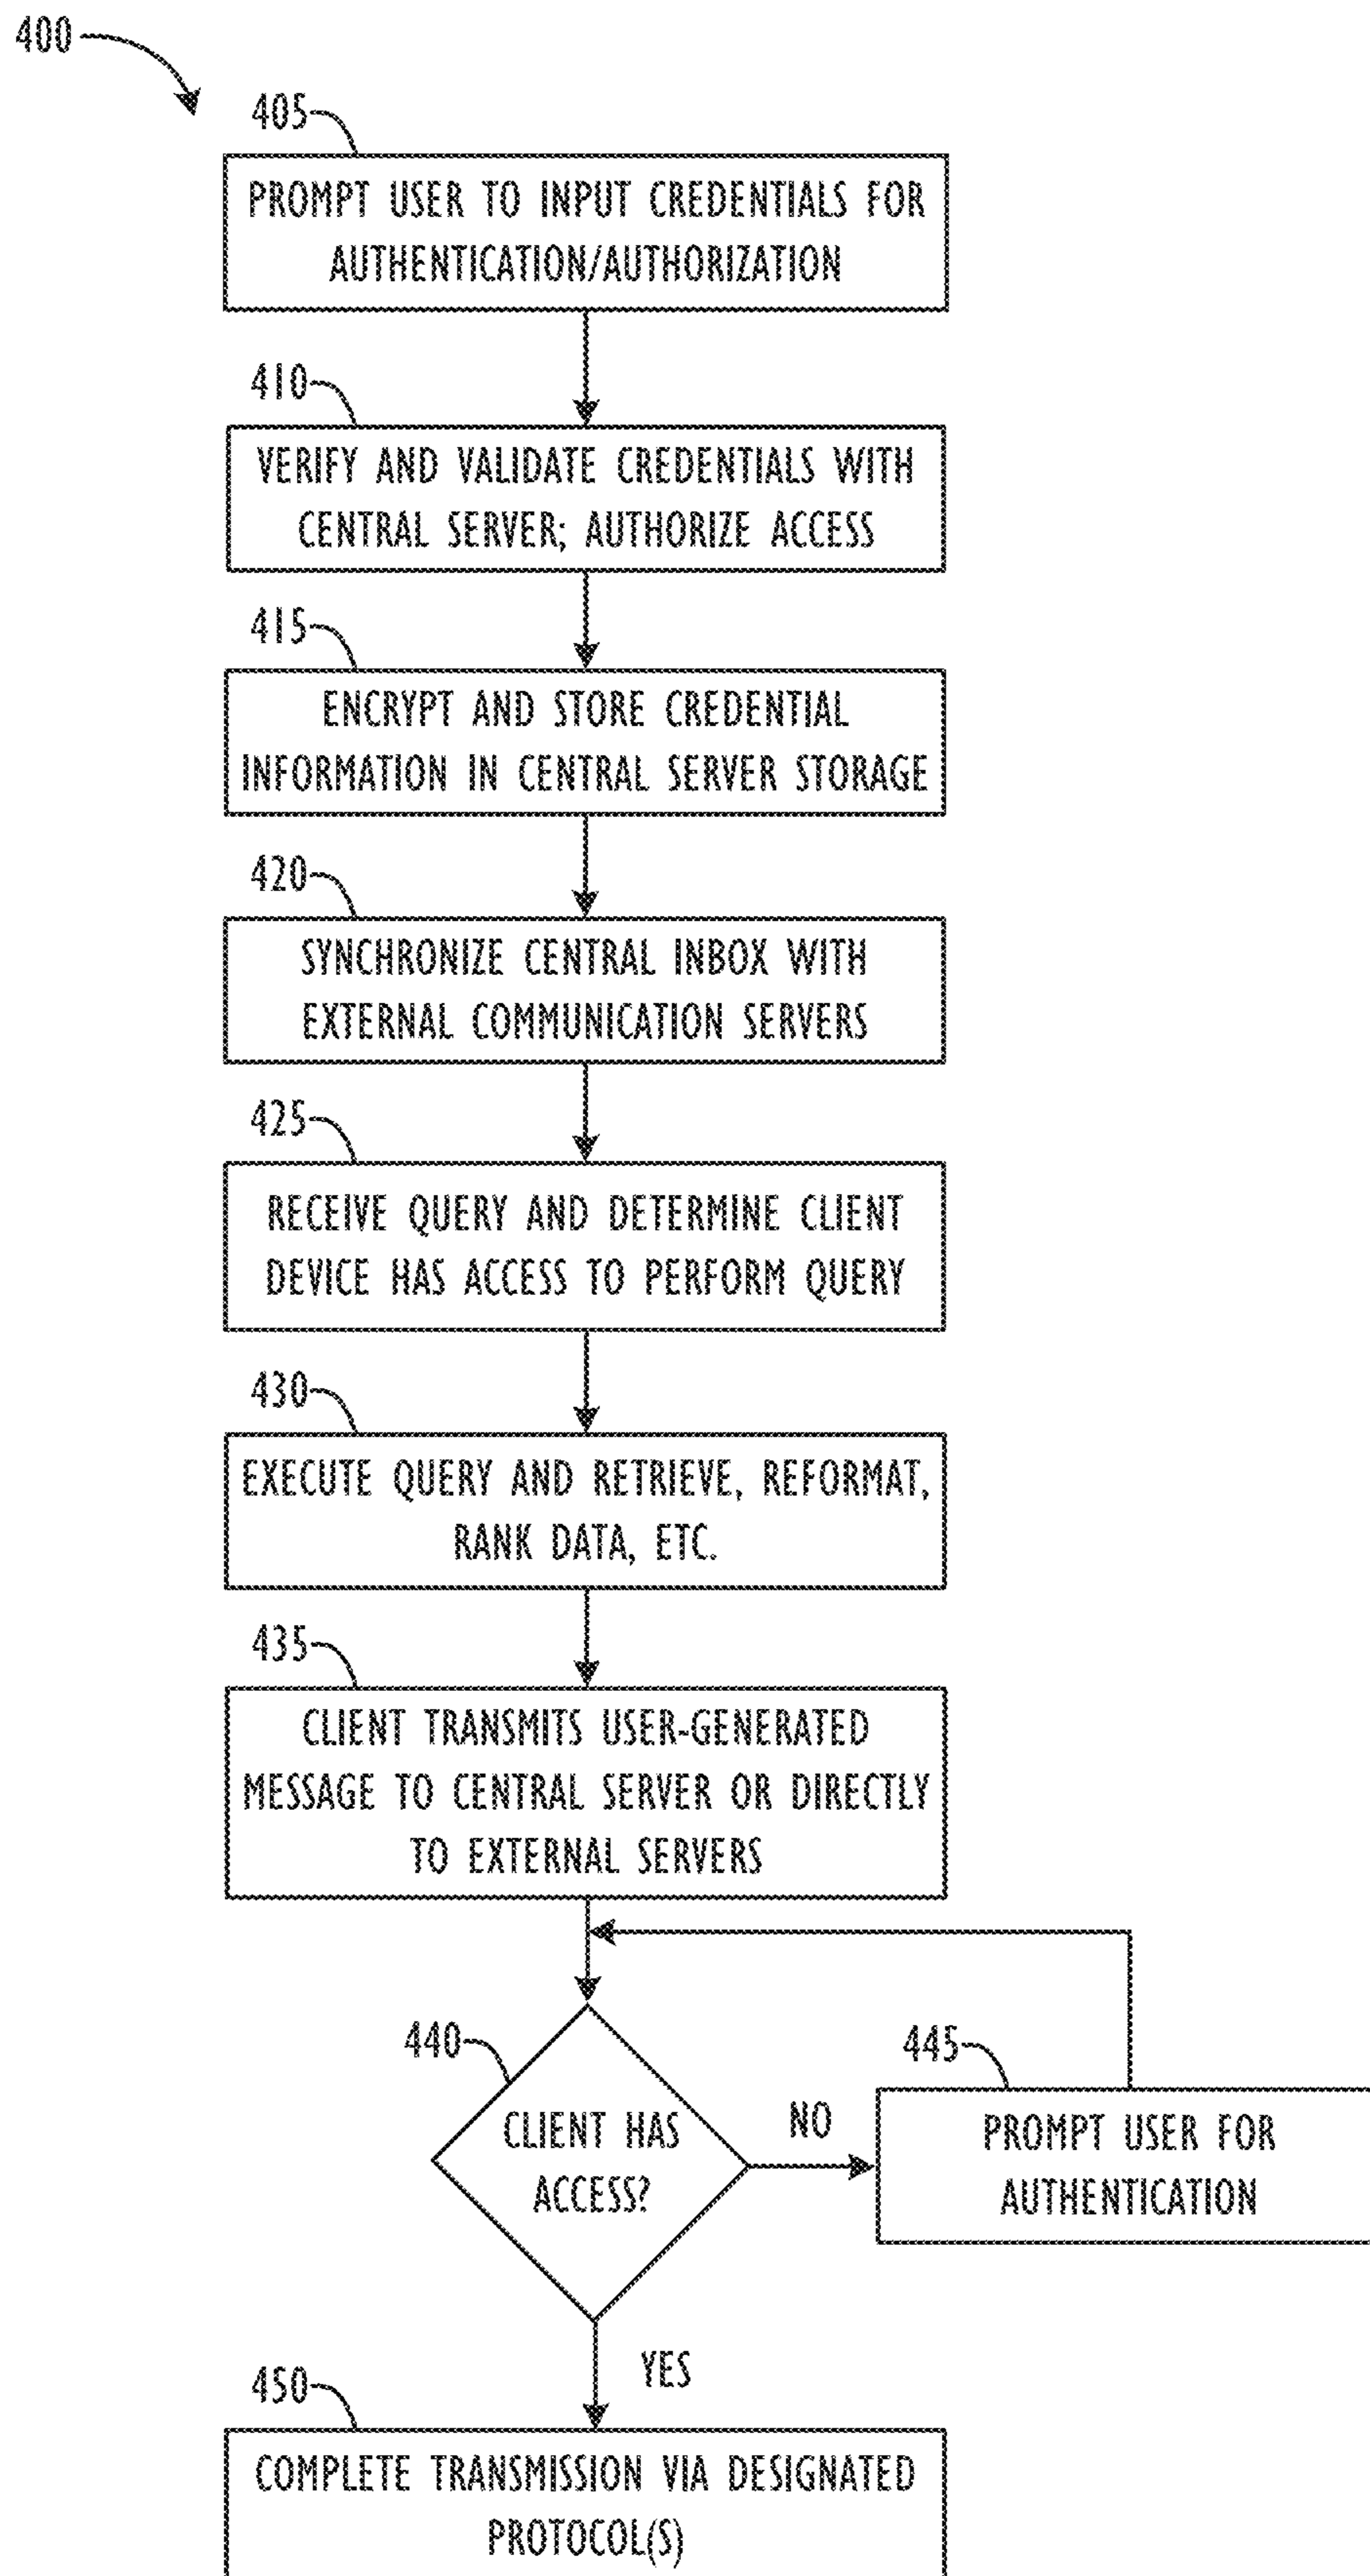 400
405
PROMPT USER TO INPUT CREDENTIALS FOR
AUTHENTICATION/AUTHORIZATION
410
VERIFY AND VALIDATE CREDENTIALS WITH
CENTRAL SERVER; AUTHORIZE ACCESS
415
ENCRYPT AND STORE CREDENTIAL
INFORMATION IN CENTRAL SERVER STORAGE
420
SYNCHRONIZE CENTRAL INBOX WITH
EXTERNAL COMMUNICATION SERVERS
425
RECEIVE QUERY AND DETERMINE CLIENT
DEVICE HAS ACCESS TO PERFORM QUERY
430
EXECUTE QUERY AND RETRIEVE, REFORMAT,
RANK DATA, ETC.
435
CLIENT TRANSMITS USER-GENERATED
MESSAGE TO CENTRAL SERVER OR DIRECTLY
TO EXTERNAL SERVERS
440
CLIENT HAS
ACCESS?
NO
445
PROMPT USER FOR
AUTHENTICATION
YES
450
COMPLETE TRANSMISSION VIA DESIGNATED
PROTOCOL(S)